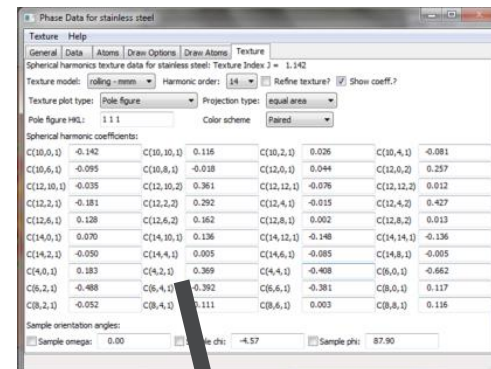 Phase Data for stainless steel
Texture Help
General Data Atoms Draw Options Draw Atoms Texture
Spherical harmonics texture data for stainless steel: Texture Index J = 1.142
Texture model: rolling - mmm Harmonic order: 14 Refine texture? Show coeff.?
Texture plot type: Pole figure Projection type: equal area
Pole figure HKL: 1 1 1 Color scheme Paired
Spherical harmonic coefficients:
C(10,0,1) -0.142 C(10,10,1) 0.116 C(10,2,1) 0.026 C(10,4,1) -0.081
C(10,6,1) -0.095 C(10,8,1) -0.018 C(12,0,1) 0.044 C(12,0,2) 0.257
C(12,10,1) -0.035 C(12,10,2) 0.361 C(12,12,1) -0.076 C(12,12,2) 0.012
C(12,2,1) -0.181 C(12,2,2) 0.292 C(12,4,1) -0.015 C(12,4,2) 0.427
C(12,6,1) 0.128 C(12,6,2) 0.162 C(12,8,1) 0.002 C(12,8,2) 0.013
C(14,0,1) 0.070 C(14,10,1) 0.136 C(14,12,1) -0.148 C(14,14,1) -0.136
C(14,2,1) -0.050 C(14,4,1) 0.005 C(14,6,1) -0.085 C(14,8,1) -0.005
C(4,0,1) 0.183 C(4,2,1) 0.369 C(4,4,1) -0.408 C(6,0,1) -0.662
C(6,2,1) -0.488 C(6,4,1) -0.392 C(6,6,1) -0.381 C(8,0,1) 0.117
C(8,2,1) -0.052 C(8,4,1) 0.111 C(8,6,1) 0.003 C(8,8,1) 0.116
Sample orientation angles:
Sample omega: 0.00 chi: -4.57 Sample phi: 87.90